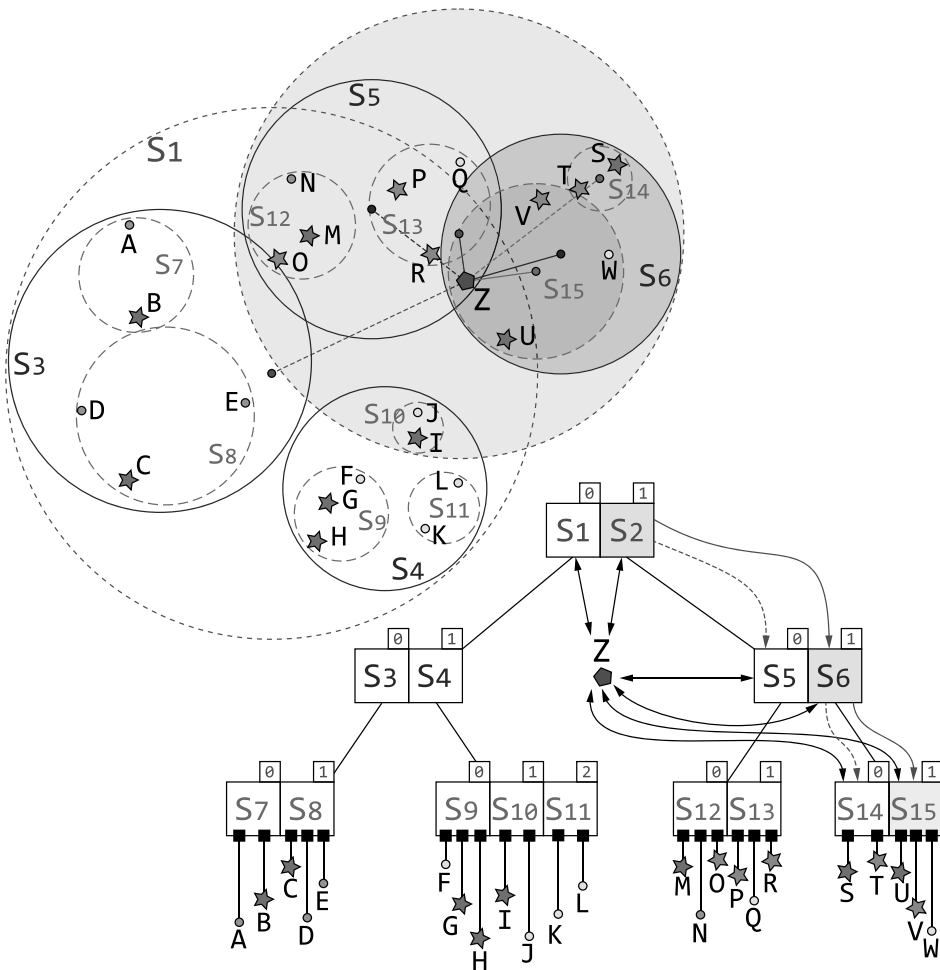 S5
S1
S
P
Q
T
N
S14
S12
S13
V
M
A
O
R
W
S7
S6
S15
Z
B
U
S3
E
D
S10
J
I
C
S8
F
L
G
S11
S9
H
K
S4
0 1
S1 S2
0 1
Z
0 1
S3 S4
S5 S6
0 1
0 1 2
0 1
0 1
S7 S8
S9 S10 S11
S12 S13
S14 S15
A B C D E
F G H I J K L
M N O P Q R
S T U V W